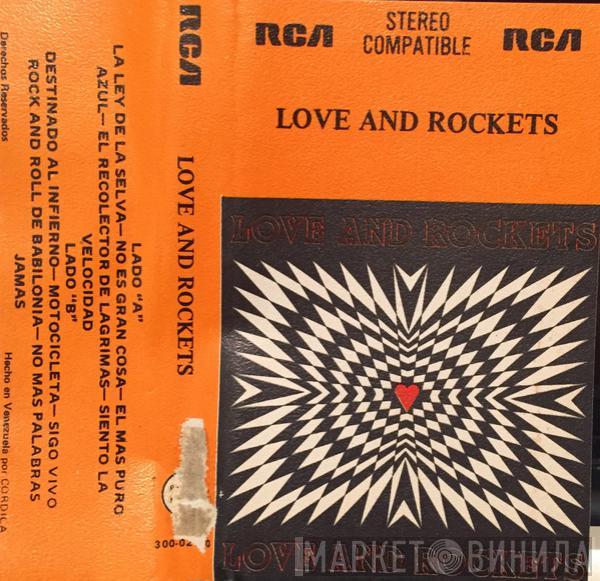 RCA
STEREO
COMPATIBLE
RCA
LOVE AND ROCKETS
LOVE AND ROCKETS
LOVE AND ROCKETS
RCA
LOVE AND ROCKETS
LADO "A"
LA LEY DE LA SELVA— NO ES GRAN COSA— EL MAS PURO
AZUL— EL RECOLECTOR DE LAGRIMAS— SIENTO LA
VELOCIDAD
LADO "B"
DESTINADO AL INFIERNO— MOTOCICLETA— SIGO VIVO
ROCK AND ROLL DE BABILONIA— NO MAS PALABRAS
JAMAS
Derechos Reservados
Hecho en Venezuela por CORDICA
МАРКЕТ ВИНИЛА